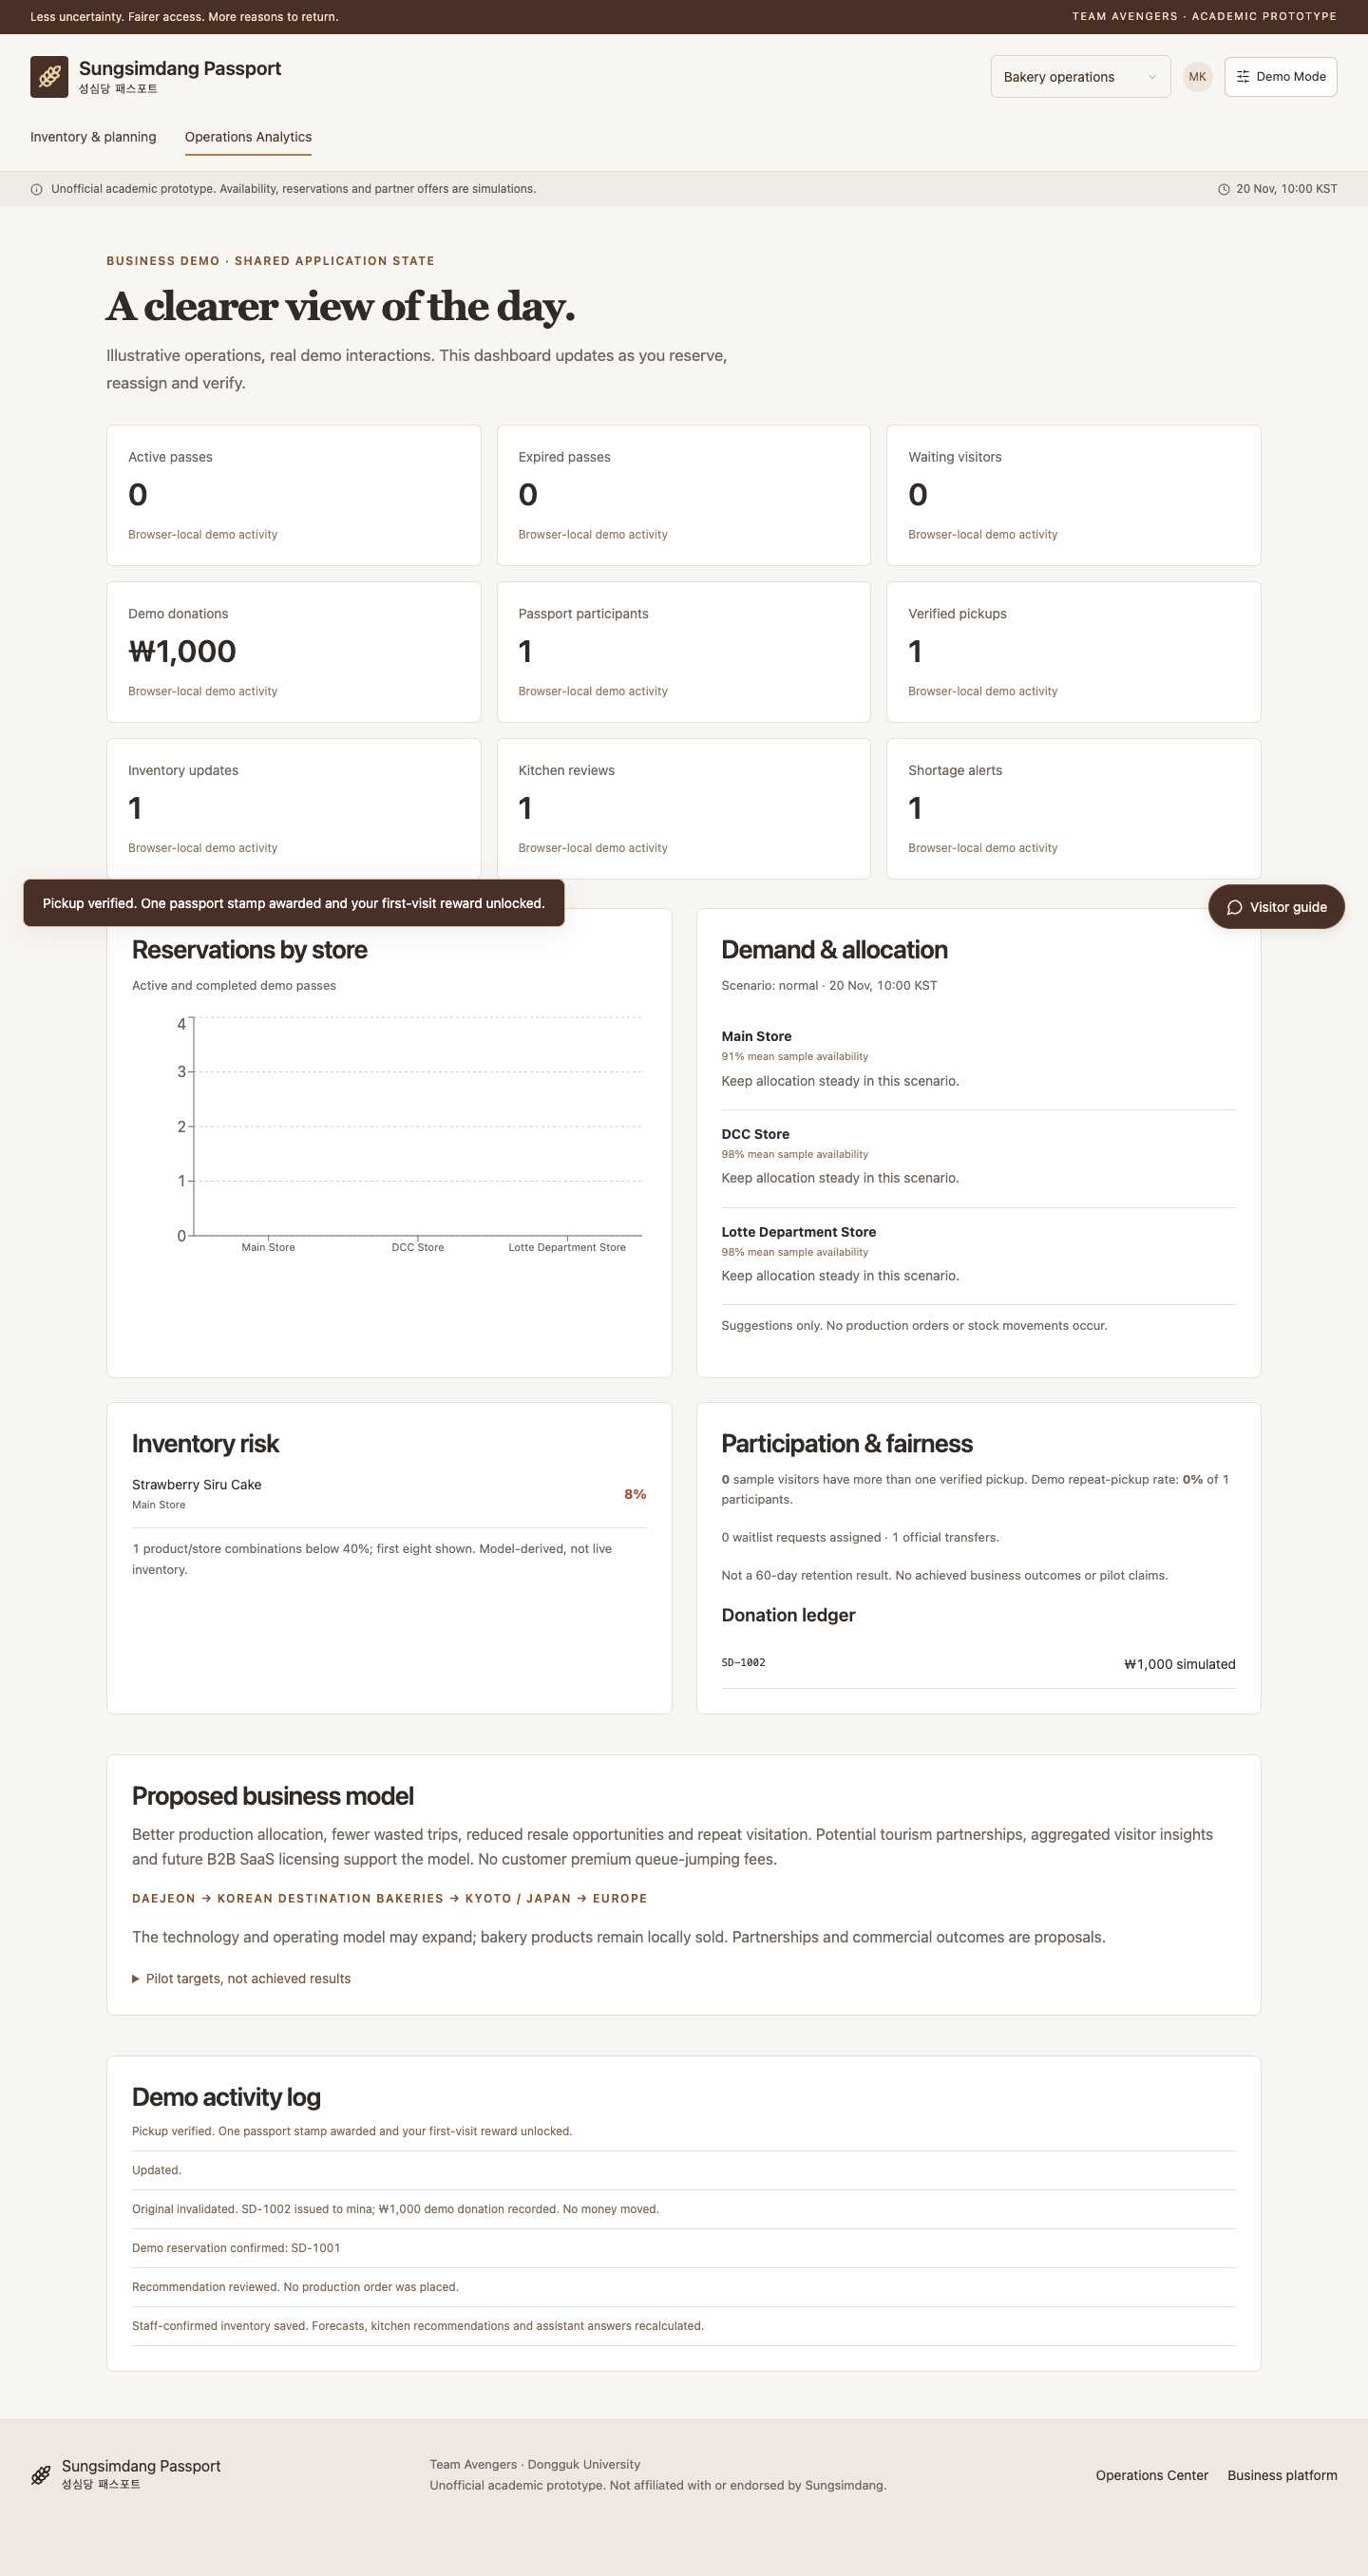 Less uncertainty. Fairer access. More reasons to return.
TEAM AVENGERS · ACADEMIC PROTOTYPE
Sungsimdang Passport
성심당 패스포트
Bakery operations
MK
Demo Mode
Inventory & planning
Operations Analytics
Unofficial academic prototype. Availability, reservations and partner offers are simulations.
20 Nov, 10:00 KST
BUSINESS DEMO · SHARED APPLICATION STATE
A clearer view of the day.
Illustrative operations, real demo interactions. This dashboard updates as you reserve,
reassign and verify.
Active passes
0
Browser-local demo activity
Expired passes
0
Browser-local demo activity
Waiting visitors
0
Browser-local demo activity
Demo donations
₩1,000
Browser-local demo activity
Passport participants
1
Browser-local demo activity
Verified pickups
1
Browser-local demo activity
Inventory updates
1
Browser-local demo activity
Kitchen reviews
1
Browser-local demo activity
Shortage alerts
1
Browser-local demo activity
Pickup verified. One passport stamp awarded and your first-visit reward unlocked.
Visitor guide
Reservations by store
Active and completed demo passes
4
3
2
1
0
Main Store
DCC Store
Lotte Department Store
Demand & allocation
Scenario: normal · 20 Nov, 10:00 KST
Main Store
91% mean sample availability
Keep allocation steady in this scenario.
DCC Store
98% mean sample availability
Keep allocation steady in this scenario.
Lotte Department Store
98% mean sample availability
Keep allocation steady in this scenario.
Suggestions only. No production orders or stock movements occur.
Inventory risk
Strawberry Siru Cake
Main Store
8%
1 product/store combinations below 40%; first eight shown. Model-derived, not live
inventory.
Participation & fairness
0 sample visitors have more than one verified pickup. Demo repeat-pickup rate: 0% of 1
participants.
0 waitlist requests assigned · 1 official transfers.
Not a 60-day retention result. No achieved business outcomes or pilot claims.
Donation ledger
SD-1002
₩1,000 simulated
Proposed business model
Better production allocation, fewer wasted trips, reduced resale opportunities and repeat visitation. Potential tourism partnerships, aggregated visitor insights
and future B2B SaaS licensing support the model. No customer premium queue-jumping fees.
DAEJEON → KOREAN DESTINATION BAKERIES → KYOTO / JAPAN → EUROPE
The technology and operating model may expand; bakery products remain locally sold. Partnerships and commercial outcomes are proposals.
Pilot targets, not achieved results
Demo activity log
Pickup verified. One passport stamp awarded and your first-visit reward unlocked.
Updated.
Original invalidated. SD-1002 issued to mina; ₩1,000 demo donation recorded. No money moved.
Demo reservation confirmed: SD-1001
Recommendation reviewed. No production order was placed.
Staff-confirmed inventory saved. Forecasts, kitchen recommendations and assistant answers recalculated.
Sungsimdang Passport
성심당 패스포트
Team Avengers · Dongguk University
Unofficial academic prototype. Not affiliated with or endorsed by Sungsimdang.
Operations Center
Business platform